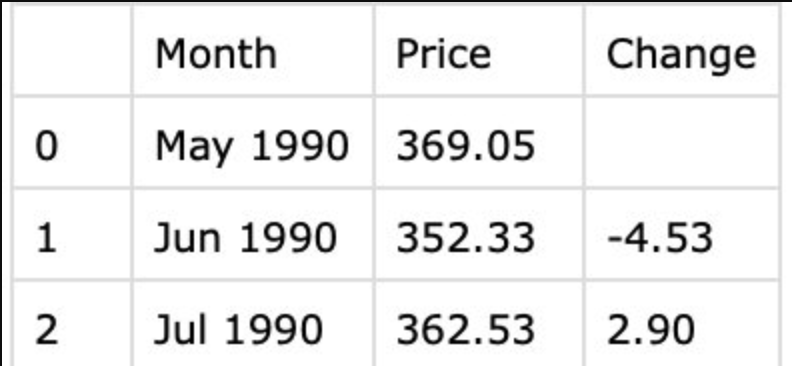 Month Price Change
0 May 1990 369.05
1 Jun 1990 352.33 -4.53
2 Jul 1990 362.53 2.90